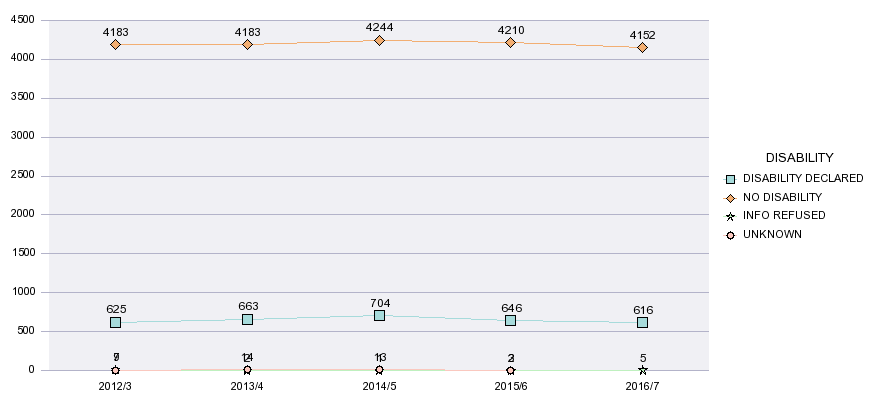 4500
4183 4183 4244 4210 4152
4000
3500
3000
2500
2000
1500
1000
625 663 704 646 616
500
14 13 5
0
2012/3 2013/4 2014/5 2015/6 2016/7
DISABILITY
DISABILITY DECLARED
NO DISABILITY
INFO REFUSED
UNKNOWN